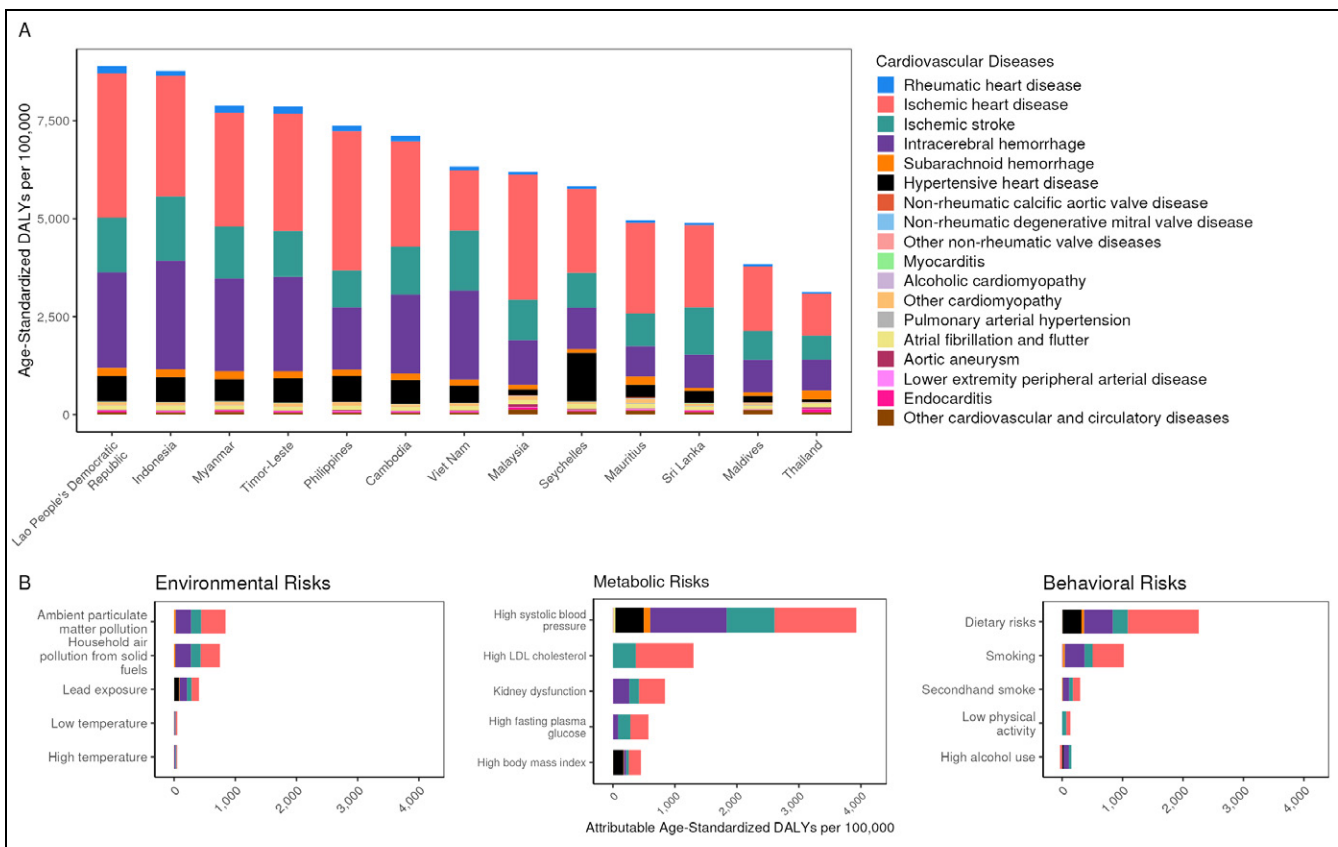 A
Age-Standardized DALYs per 100,000
7,500
5,000
2,500
0
Lao People's Democratic
Republic
Indonesia
Myanmar
Timor-Leste
Philippines
Cambodia
Viet Nam
Malaysia
Seychelles
Mauritius
Sri Lanka
Maldives
Thailand
Cardiovascular Diseases
Rheumatic heart disease
Ischemic heart disease
Ischemic stroke
Intracerebral hemorrhage
Subarachnoid hemorrhage
Hypertensive heart disease
Non-rheumatic calcific aortic valve disease
Non-rheumatic degenerative mitral valve disease
Other non-rheumatic valve diseases
Myocarditis
Alcoholic cardiomyopathy
Other cardiomyopathy
Pulmonary arterial hypertension
Atrial fibrillation and flutter
Aortic aneurysm
Lower extremity peripheral arterial disease
Endocarditis
Other cardiovascular and circulatory diseases
B
Environmental Risks
Ambient particulate
matter pollution
Household air
pollution from solid
fuels
Lead exposure
Low temperature
High temperature
0
1,000
2,000
3,000
4,000
Metabolic Risks
High systolic blood
pressure
High LDL cholesterol
Kidney dysfunction
High fasting plasma
glucose
High body mass index
0
1,000
2,000
3,000
4,000
Attributable Age-Standardized DALYs per 100,000
Behavioral Risks
Dietary risks
Smoking
Secondhand smoke
Low physical
activity
High alcohol use
0
1,000
2,000
3,000
4,000